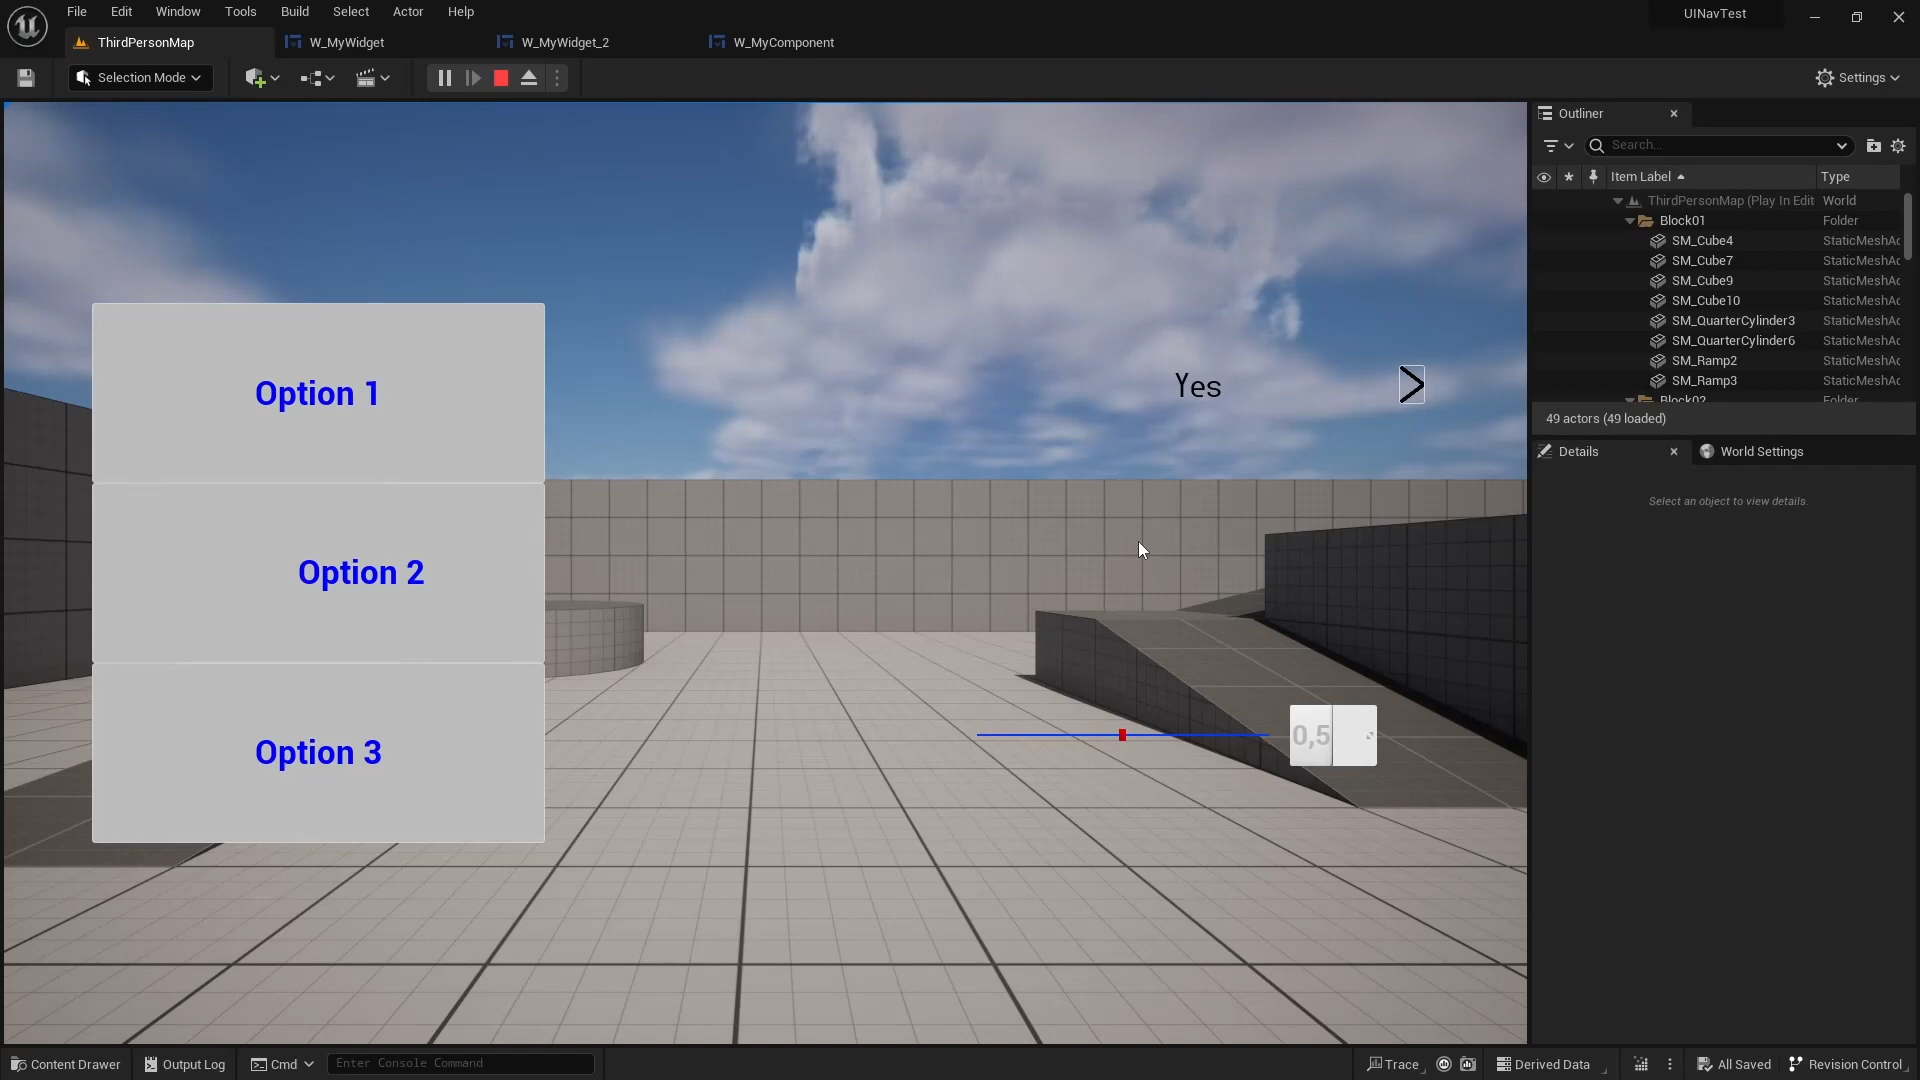 File Edit Window Tools Build Select Actor Help
UINavTest
ThirdPersonMap W_MyWidget W_MyWidget_2 W_MyComponent
Selection Mode
Settings
Outliner
Search...
Item Label Type
ThirdPersonMap (Play In Edit World
Block01 Folder
SM_Cube4 StaticMeshAc
SM_Cube7 StaticMeshAc
SM_Cube9 StaticMeshAc
SM_Cube10 StaticMeshAc
SM_QuarterCylinder3 StaticMeshAc
SM_QuarterCylinder6 StaticMeshAc
SM_Ramp2 StaticMeshAc
SM_Ramp3 StaticMeshAc
Block02 Folder
49 actors (49 loaded)
Details World Settings
Select an object to view details.
Option 1
Option 2
Option 3
Yes
0,5
Content Drawer Output Log Cmd Enter Console Command
Trace Derived Data All Saved Revision Control